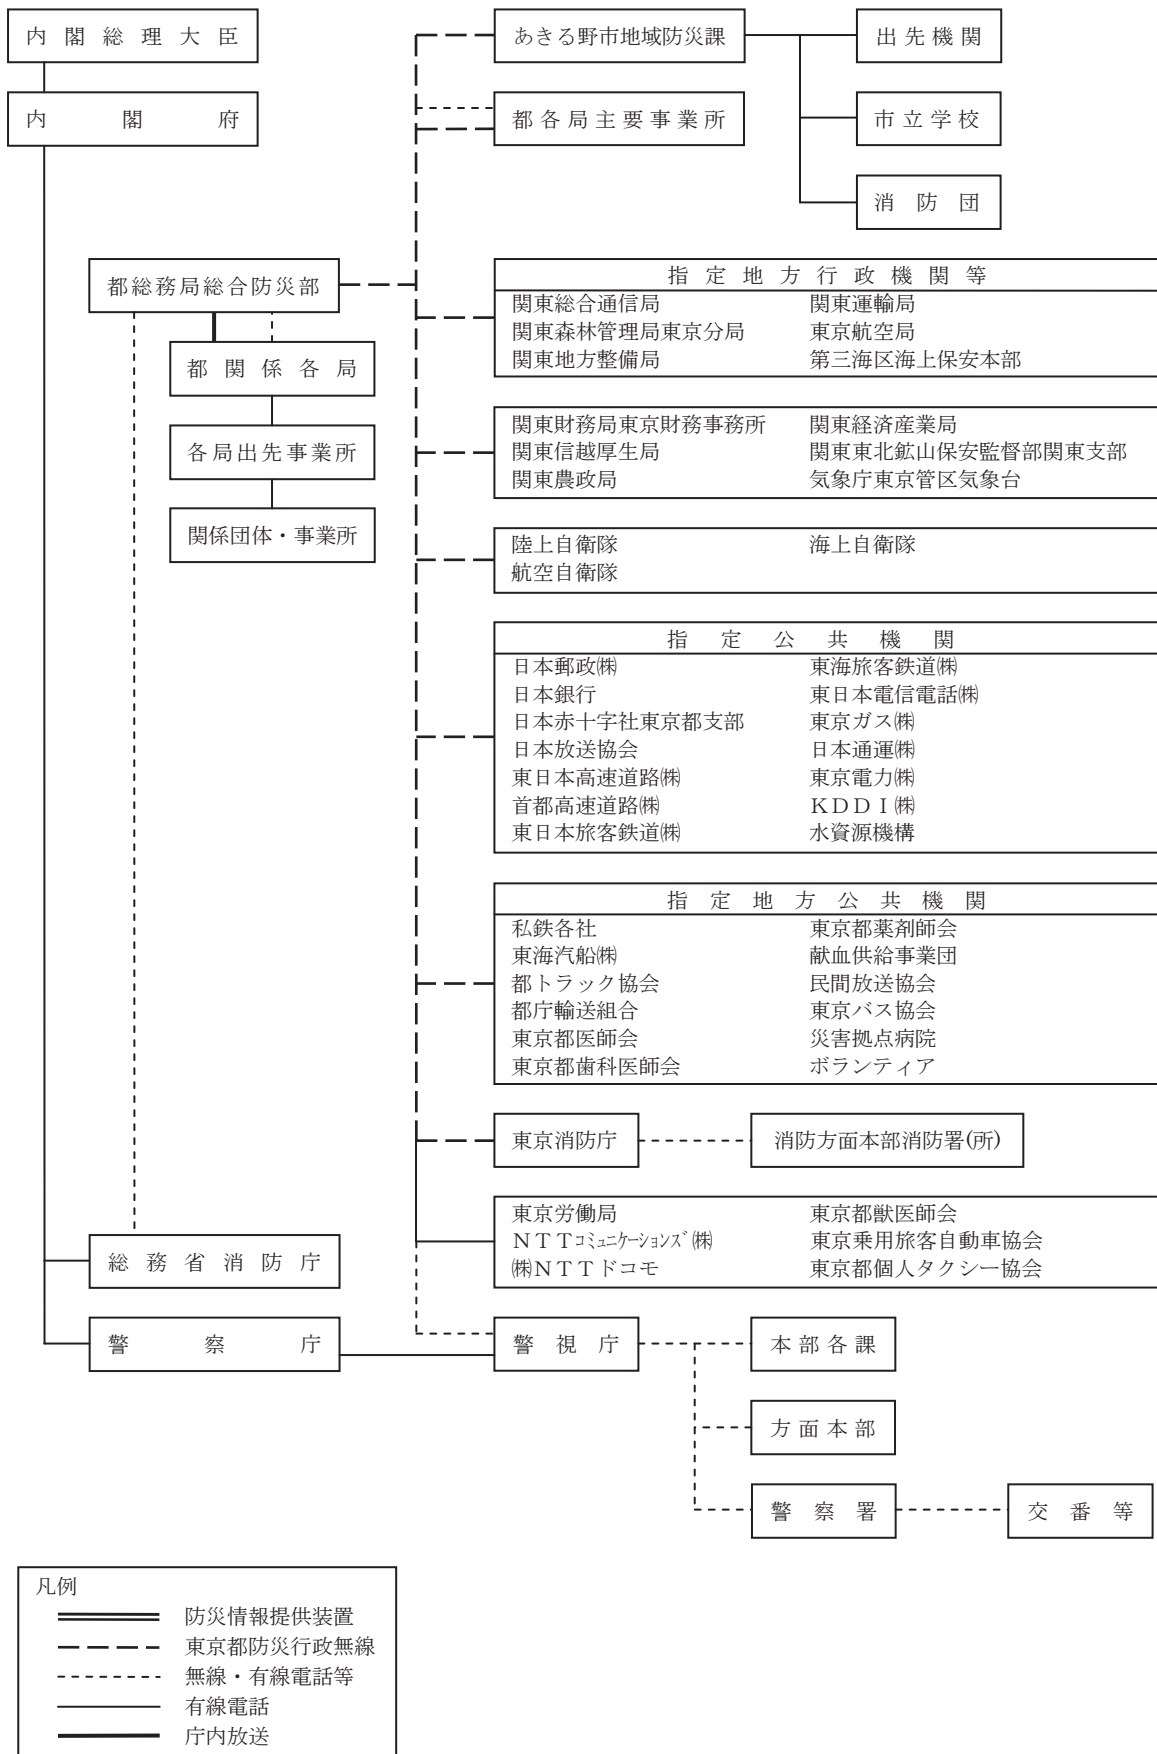 内閣総理大臣
内閣府
あきる野市地域防災課
出先機関
都各局主要事業所
市立学校
消防団
都総務局総合防災部
都関係各局
各局出先事業所
関係団体・事業所
指定地方行政機関等
関東総合通信局 関東運輸局
関東森林管理局東京分局 東京航空局
関東地方整備局 第三海区海上保安本部
関東財務局東京財務事務所 関東経済産業局
関東信越厚生局 関東東北鉱山保安監督部関東支部
関東農政局 気象庁東京管区気象台
陸上自衛隊 海上自衛隊
航空自衛隊
指定公共機関
日本郵政㈱ 東海旅客鉄道㈱
日本銀行 東日本電信電話㈱
日本赤十字社東京都支部 東京ガス㈱
日本放送協会 日本通運㈱
東日本高速道路㈱ 東京電力㈱
首都高速道路㈱ KDDI㈱
東日本旅客鉄道㈱ 水資源機構
指定地方公共機関
私鉄各社 東京都薬剤師会
東海汽船㈱ 献血供給事業団
都トラック協会 民間放送協会
都庁輸送組合 東京バス協会
東京都医師会 災害拠点病院
東京都歯科医師会 ボランティア
東京消防庁
消防方面本部消防署(所)
東京労働局 東京都獣医師会
NTTコミュニケーションズ㈱ 東京乗用旅客自動車協会
㈱NTTドコモ 東京都個人タクシー協会
総務省消防庁
警察庁
警視庁
本部各課
方面本部
警察署
交番等
凡例
防災情報提供装置
東京都防災行政無線
無線・有線電話等
有線電話
庁内放送